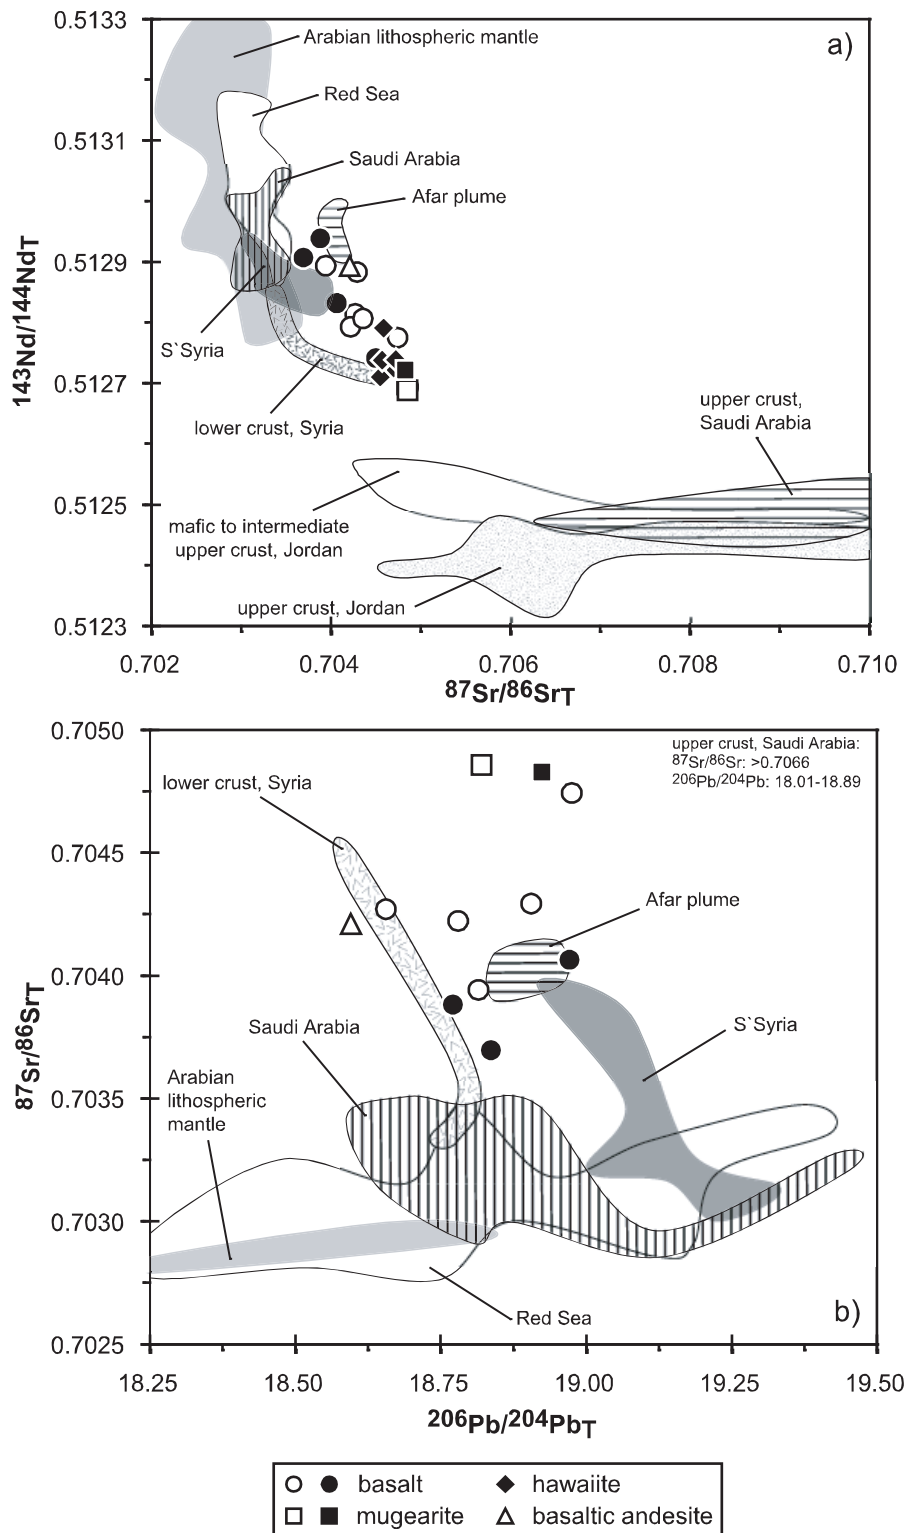 0.5133
0.5131
0.5129
0.5127
0.5125
0.5123
143Nd/144NdT
a)
Arabian lithospheric mantle
Red Sea
Saudi Arabia
Afar plume
S`Syria
lower crust, Syria
upper crust,
Saudi Arabia
mafic to intermediate
upper crust, Jordan
upper crust, Jordan
0.702 0.704 0.706 0.708 0.710
87Sr/86SrT
0.7050
0.7045
0.7040
0.7035
0.7030
0.7025
87Sr/86SrT
upper crust, Saudi Arabia:
87Sr/86Sr: >0.7066
206Pb/204Pb: 18.01-18.89
lower crust, Syria
Afar plume
Saudi Arabia
S`Syria
Arabian
lithospheric
mantle
Red Sea
b)
18.25 18.50 18.75 19.00 19.25 19.50
206Pb/204PbT
basalt hawaiite
mugearite basaltic andesite